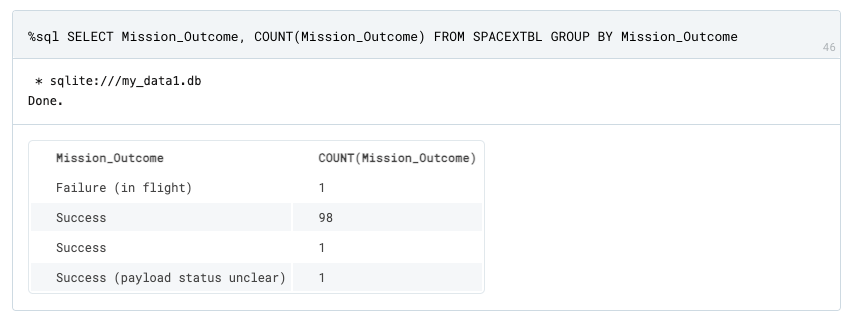 %sql SELECT Mission_Outcome, COUNT(Mission_Outcome) FROM SPACEXTBL GROUP BY Mission_Outcome
46
* sqlite:///my_data1.db
Done.
Mission_Outcome COUNT(Mission_Outcome)
Failure (in flight) 1
Success 98
Success 1
Success (payload status unclear) 1